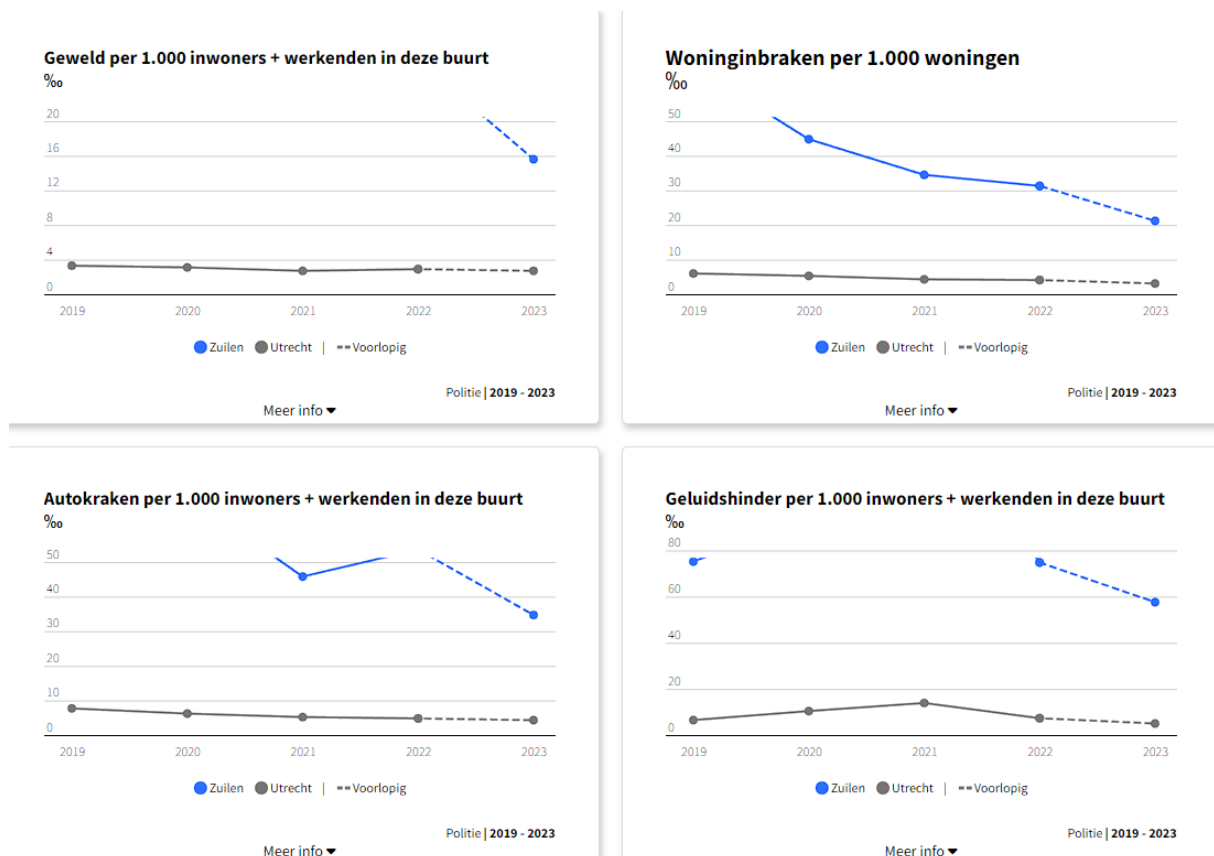 Geweld per 1.000 inwoners + werkenden in deze buurt
‰
20
16
12
8
4
0
2019 2020 2021 2022 2023
Zuilen Utrecht | Voorlopig
Politie | 2019 - 2023
Meer info
Woninginbraken per 1.000 woningen
‰
50
40
30
20
10
0
2019 2020 2021 2022 2023
Zuilen Utrecht | Voorlopig
Politie | 2019 - 2023
Meer info
Autokraken per 1.000 inwoners + werkenden in deze buurt
‰
50
40
30
20
10
0
2019 2020 2021 2022 2023
Zuilen Utrecht | Voorlopig
Politie | 2019 - 2023
Meer info
Geluidshinder per 1.000 inwoners + werkenden in deze buurt
‰
80
60
40
20
0
2019 2020 2021 2022 2023
Zuilen Utrecht | Voorlopig
Politie | 2019 - 2023
Meer info